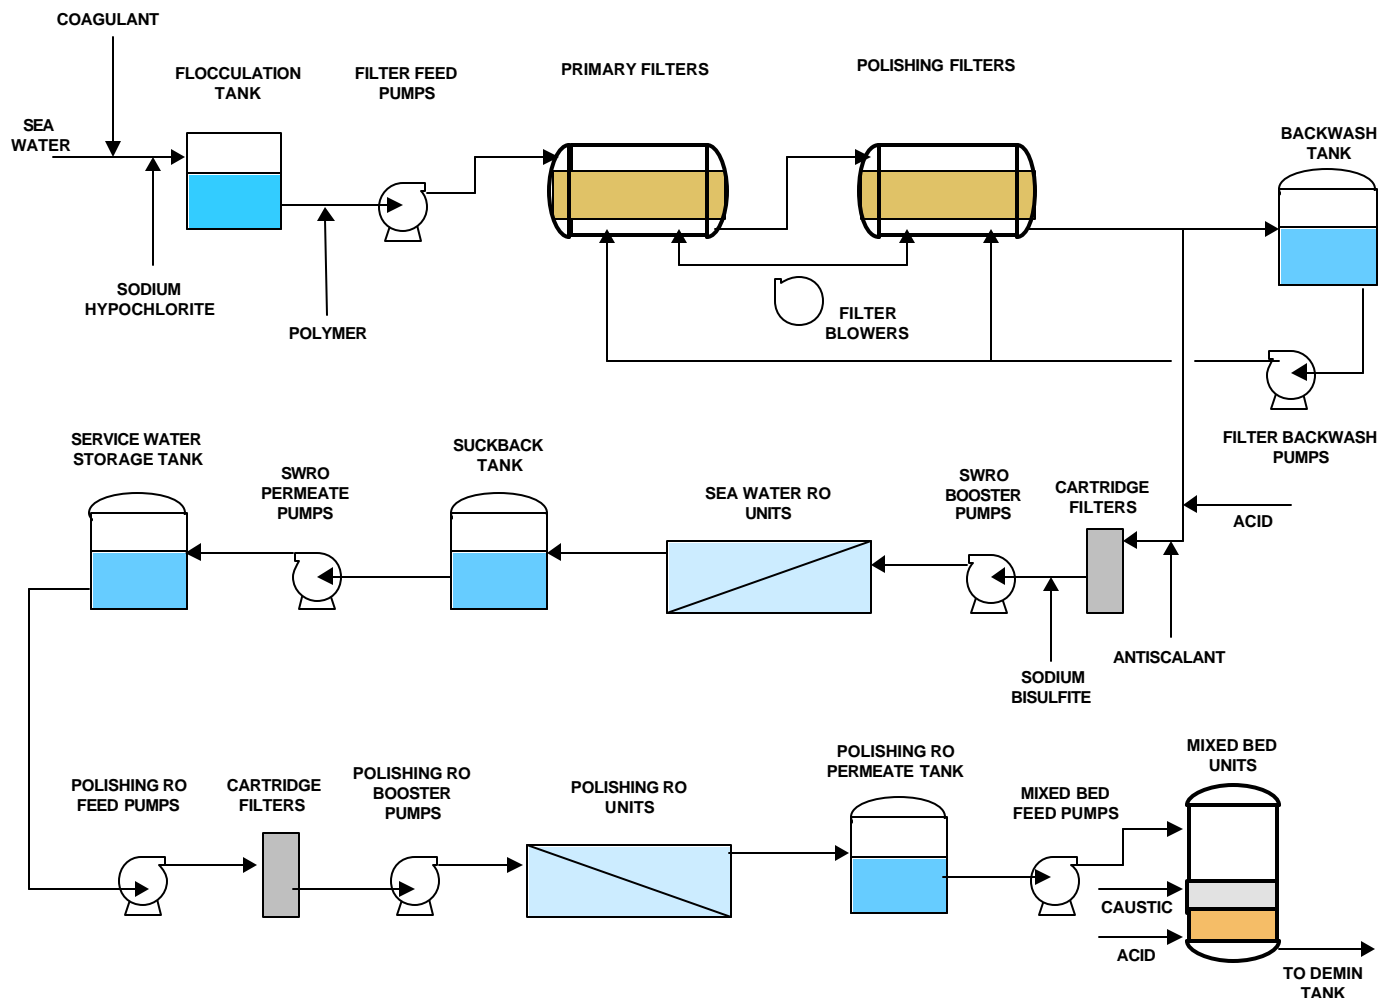 COAGULANT
FLOCCULATION
TANK
FILTER FEED
PUMPS
PRIMARY FILTERS
POLISHING FILTERS
SEA
WATER
BACKWASH
TANK
SODIUM
HYPOCHLORITE
POLYMER
FILTER
BLOWERS
FILTER BACKWASH
PUMPS
SERVICE WATER
STORAGE TANK
SWRO
PERMEATE
PUMPS
SUCKBACK
TANK
SEA WATER RO
UNITS
SWRO
BOOSTER
PUMPS
CARTRIDGE
FILTERS
ACID
ANTISCALANT
SODIUM
BISULFITE
POLISHING RO
FEED PUMPS
CARTRIDGE
FILTERS
POLISHING RO
BOOSTER
PUMPS
POLISHING RO
UNITS
POLISHING RO
PERMEATE TANK
MIXED BED
FEED PUMPS
MIXED BED
UNITS
CAUSTIC
ACID
TO DEMIN
TANK